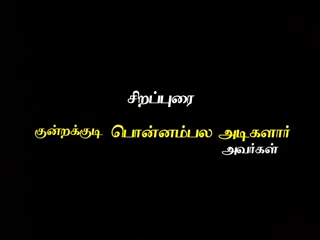 சிறப்புரை
குன்றக்குடி பொன்னம்பல அடிகளார்
அவர்கள்